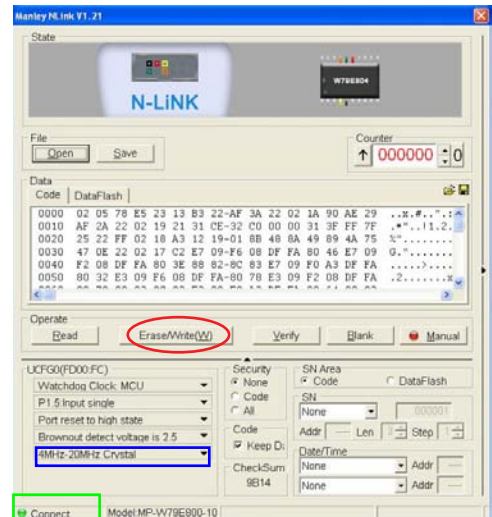 Manley NLink V1.21
State
N-LiNK
W79E804
File
Open Save
Counter
000000 0
Data
Code DataFlash
0000 02 05 78 E5 23 13 B3 22-AF 3A 22 02 1A 90 AE 29 ..x.#..".:
0010 AF 2A 22 02 19 21 31 CE-32 C0 00 00 31 3F FF 7F .*"..!1.2.
0020 25 22 FF 02 18 A3 12 19-01 8B 48 8A 49 89 4A 75 %"
0030 47 0E 22 02 17 C2 E7 09-F6 08 DF FA 80 46 E7 09 G."
0040 F2 08 DF FA 80 3E 88 82-8C 83 E7 09 F0 A3 DF FA .....>....
0050 80 32 E3 09 F6 08 DF FA-80 78 E3 09 F2 08 DF FA .2.......x
Operate
Read Erase/Write(W) Verify Blank Manual
UCFG0(FD00:FC)
Watchdog Clock: MCU
P1.5:Input single
Port reset to high state
Brownout detect voltage is 2.5
4MHz-20MHz Crystal
Security
None
Code
All
Code
Keep D:
CheckSum
9B14
SN Area
Code DataFlash
SN
None 000001
Addr Len Step
Date/Time
None Addr
None Addr
Connect Model:MP-W79E800-10